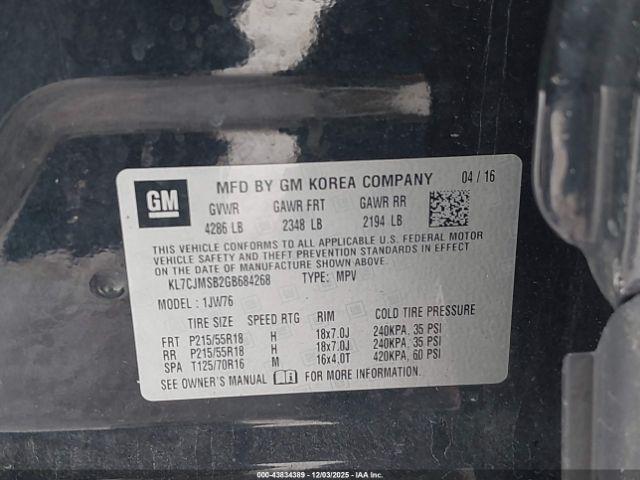 GM
MFD BY GM KOREA COMPANY 04 / 16
GVWR GAWR FRT GAWR RR
4286 LB 2348 LB 2194 LB
THIS VEHICLE CONFORMS TO ALL APPLICABLE U.S. FEDERAL MOTOR
VEHICLE SAFETY AND THEFT PREVENTION STANDARDS IN EFFECT ON
THE DATE OF MANUFACTURE SHOWN ABOVE.
KL7CJMSB2GB684268 TYPE: MPV
MODEL : 1JW76
TIRE SIZE SPEED RTG RIM COLD TIRE PRESSURE
FRT P215/55R18 H 18x7.0J 240KPA, 35 PSI
RR P215/55R18 H 18x7.0J 240KPA, 35 PSI
SPA T125/70R16 M 16x4.0T 420KPA, 60 PSI
SEE OWNER'S MANUAL FOR MORE INFORMATION.
000-43834389 - 12/03/2025 - IAA Inc.